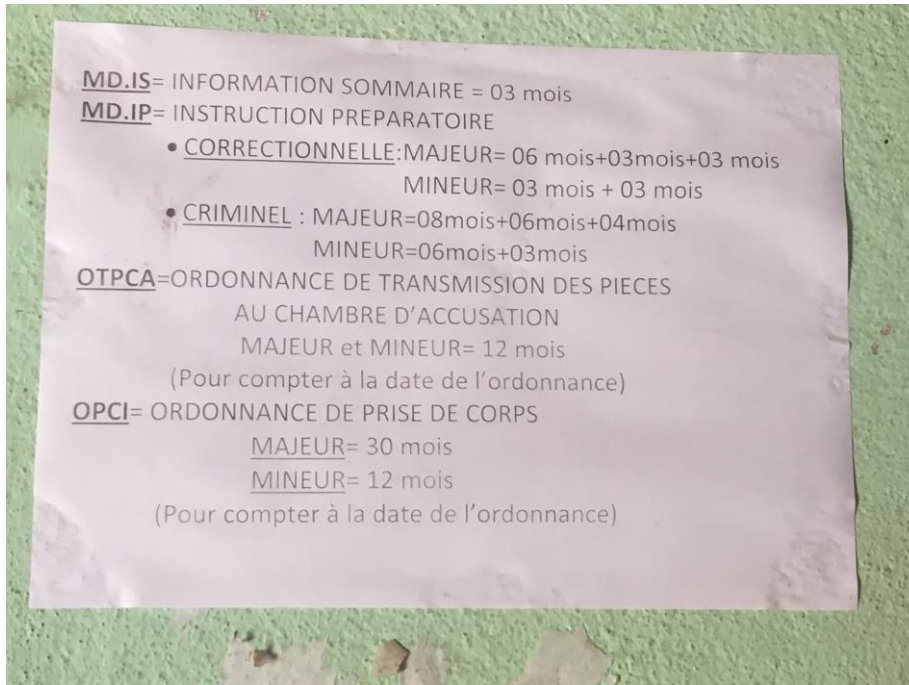 MD.IS= INFORMATION SOMMAIRE = 03 mois
MD.IP= INSTRUCTION PREPARATOIRE
• CORRECTIONNELLE:MAJEUR= 06 mois+03mois+03 mois
MINEUR= 03 mois + 03 mois
• CRIMINEL : MAJEUR=08mois+06mois+04mois
MINEUR=06mois+03mois
OTPCA=ORDONNANCE DE TRANSMISSION DES PIECES
AU CHAMBRE D'ACCUSATION
MAJEUR et MINEUR= 12 mois
(Pour compter à la date de l'ordonnance)
OPCI= ORDONNANCE DE PRISE DE CORPS
MAJEUR= 30 mois
MINEUR= 12 mois
(Pour compter à la date de l'ordonnance)